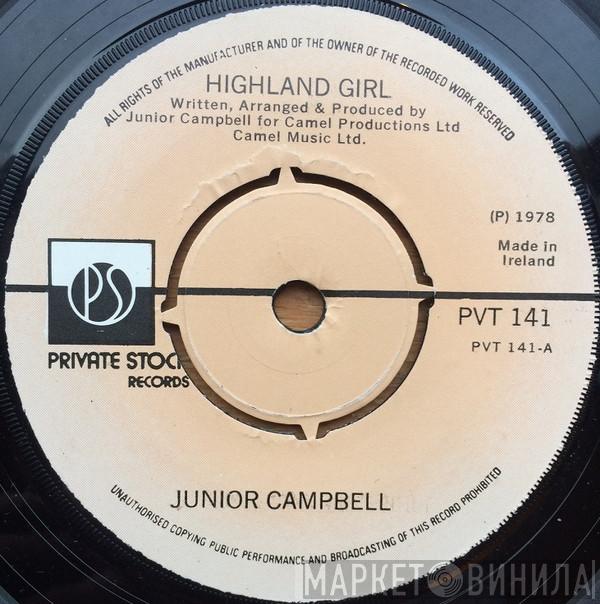 ALL RIGHTS OF THE MANUFACTURER AND OF THE OWNER OF THE RECORDED WORK RESERVED
HIGHLAND GIRL
Written, Arranged & Produced by
Junior Campbell for Camel Productions Ltd
Camel Music Ltd.
(P) 1978
Made in
Ireland
PS
PRIVATE STOCK
RECORDS
PVT 141
PVT 141-A
JUNIOR CAMPBELL
UNAUTHORISED COPYING PUBLIC PERFORMANCE AND BROADCASTING OF THIS RECORD PROHIBITED
МАРКЕТ ВИНИЛА